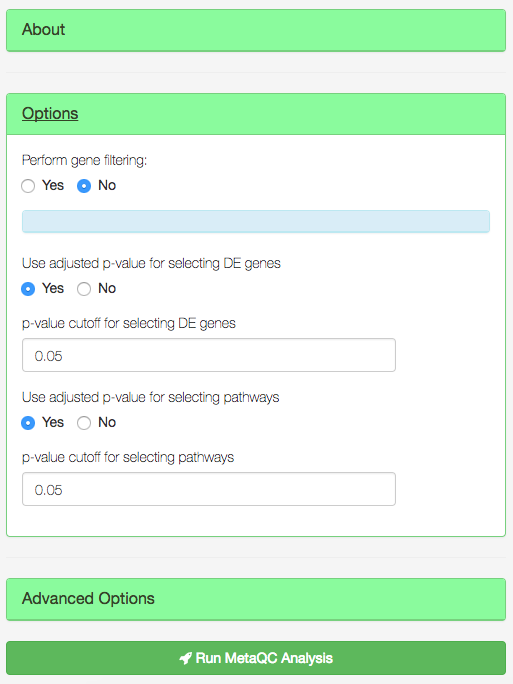 About
Options
Perform gene filtering:
Yes No
Use adjusted p-value for selecting DE genes
Yes No
p-value cutoff for selecting DE genes
0.05
Use adjusted p-value for selecting pathways
Yes No
p-value cutoff for selecting pathways
0.05
Advanced Options
Run MetaQC Analysis